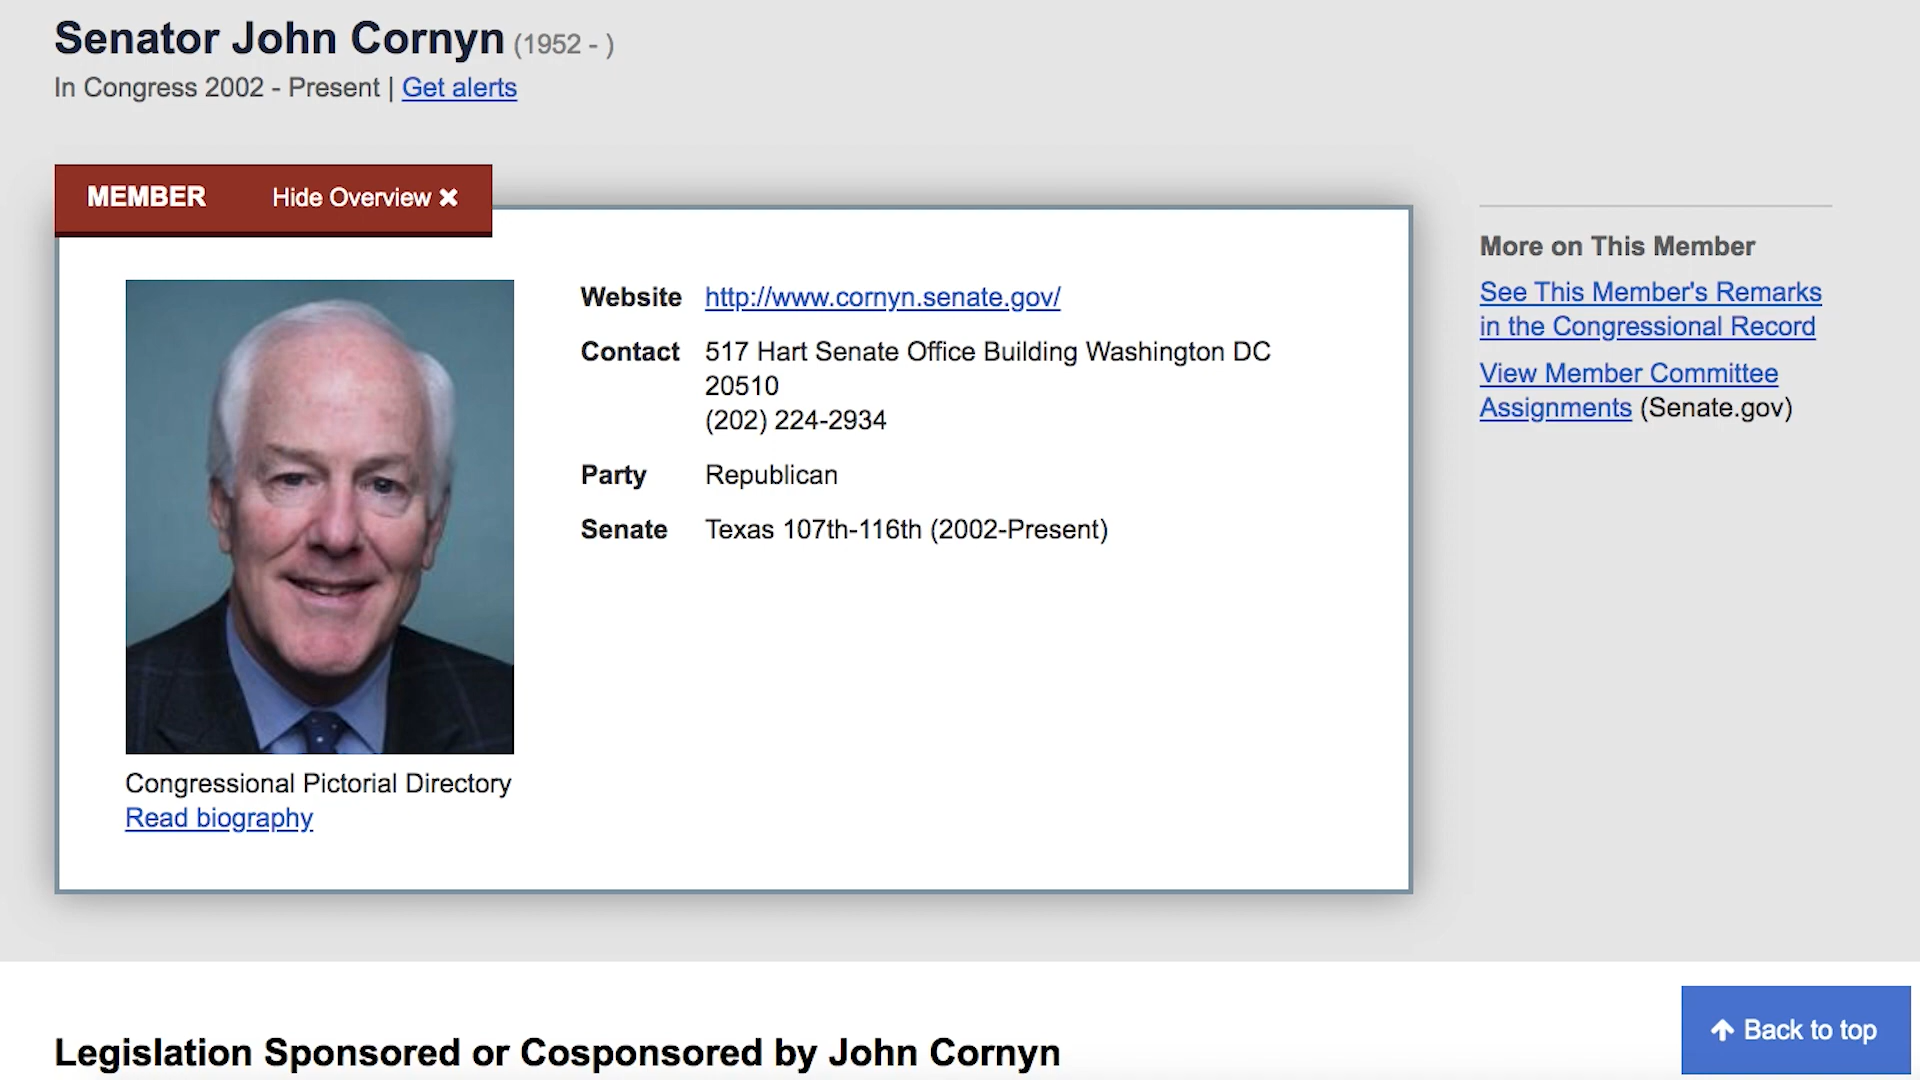 Senator John Cornyn (1952 - )
In Congress 2002 - Present | Get alerts
MEMBER Hide Overview ✖
Website http://www.cornyn.senate.gov/
Contact 517 Hart Senate Office Building Washington DC
20510
(202) 224-2934
Party Republican
Senate Texas 107th-116th (2002-Present)
Congressional Pictorial Directory
Read biography
More on This Member
See This Member's Remarks
in the Congressional Record
View Member Committee
Assignments (Senate.gov)
Legislation Sponsored or Cosponsored by John Cornyn
Back to top